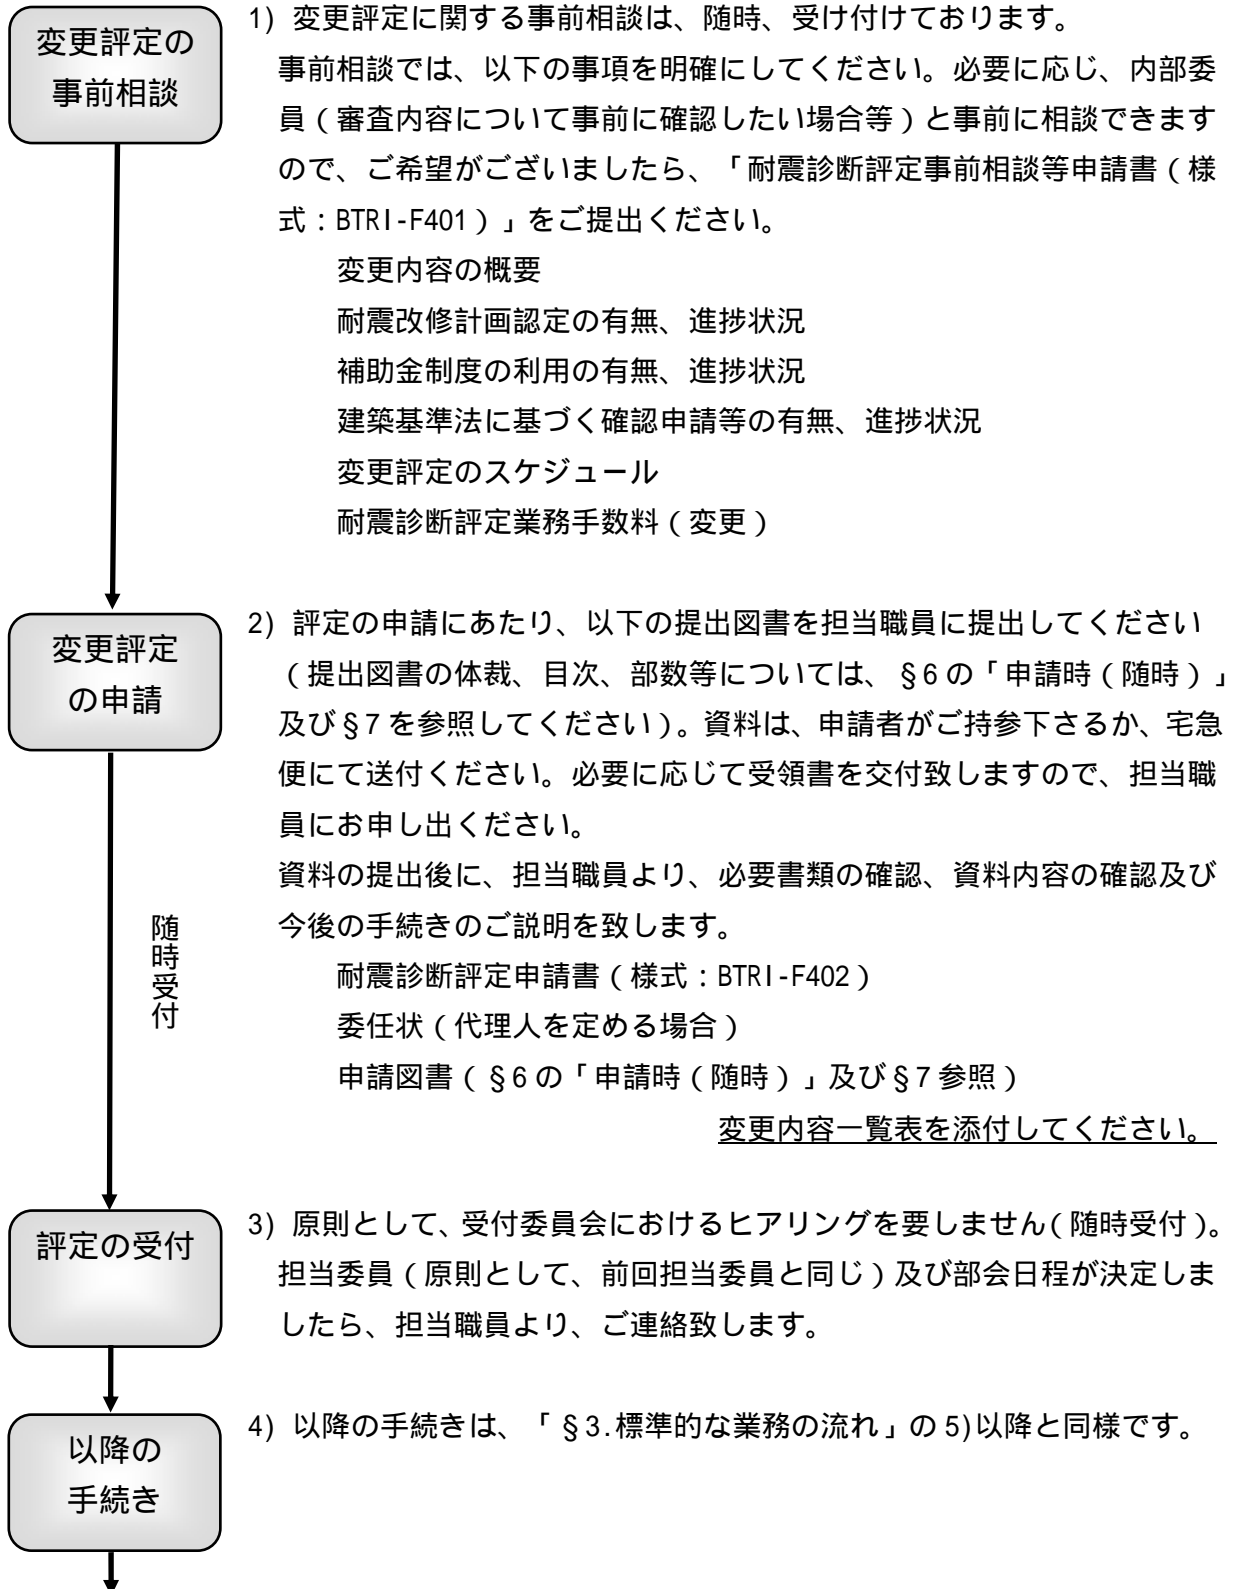 変更評定の
事前相談
1) 変更評定に関する事前相談は、随時、受け付けております。
事前相談では、以下の事項を明確にしてください。必要に応じ、内部委
員（審査内容について事前に確認したい場合等）と事前に相談できます
ので、ご希望がございましたら、「耐震診断評定事前相談等申請書（様
式：BTRI-F401）」をご提出ください。
変更内容の概要
耐震改修計画認定の有無、進捗状況
補助金制度の利用の有無、進捗状況
建築基準法に基づく確認申請等の有無、進捗状況
変更評定のスケジュール
耐震診断評定業務手数料（変更）
変更評定
の申請
2) 評定の申請にあたり、以下の提出図書を担当職員に提出してください
（提出図書の体裁、目次、部数等については、§6の「申請時（随時）」
及び§7を参照してください）。資料は、申請者がご持参下さるか、宅急
便にて送付ください。必要に応じて受領書を交付致しますので、担当職
員にお申し出ください。
資料の提出後に、担当職員より、必要書類の確認、資料内容の確認及び
今後の手続きのご説明を致します。
耐震診断評定申請書（様式：BTRI-F402）
委任状（代理人を定める場合）
申請図書（§6の「申請時（随時）」及び§7参照）
変更内容一覧表を添付してください。
随時受付
評定の受付
3) 原則として、受付委員会におけるヒアリングを要しません（随時受付）。
担当委員（原則として、前回担当委員と同じ）及び部会日程が決定しま
したら、担当職員より、ご連絡致します。
以降の
手続き
4) 以降の手続きは、「§3.標準的な業務の流れ」の5)以降と同様です。